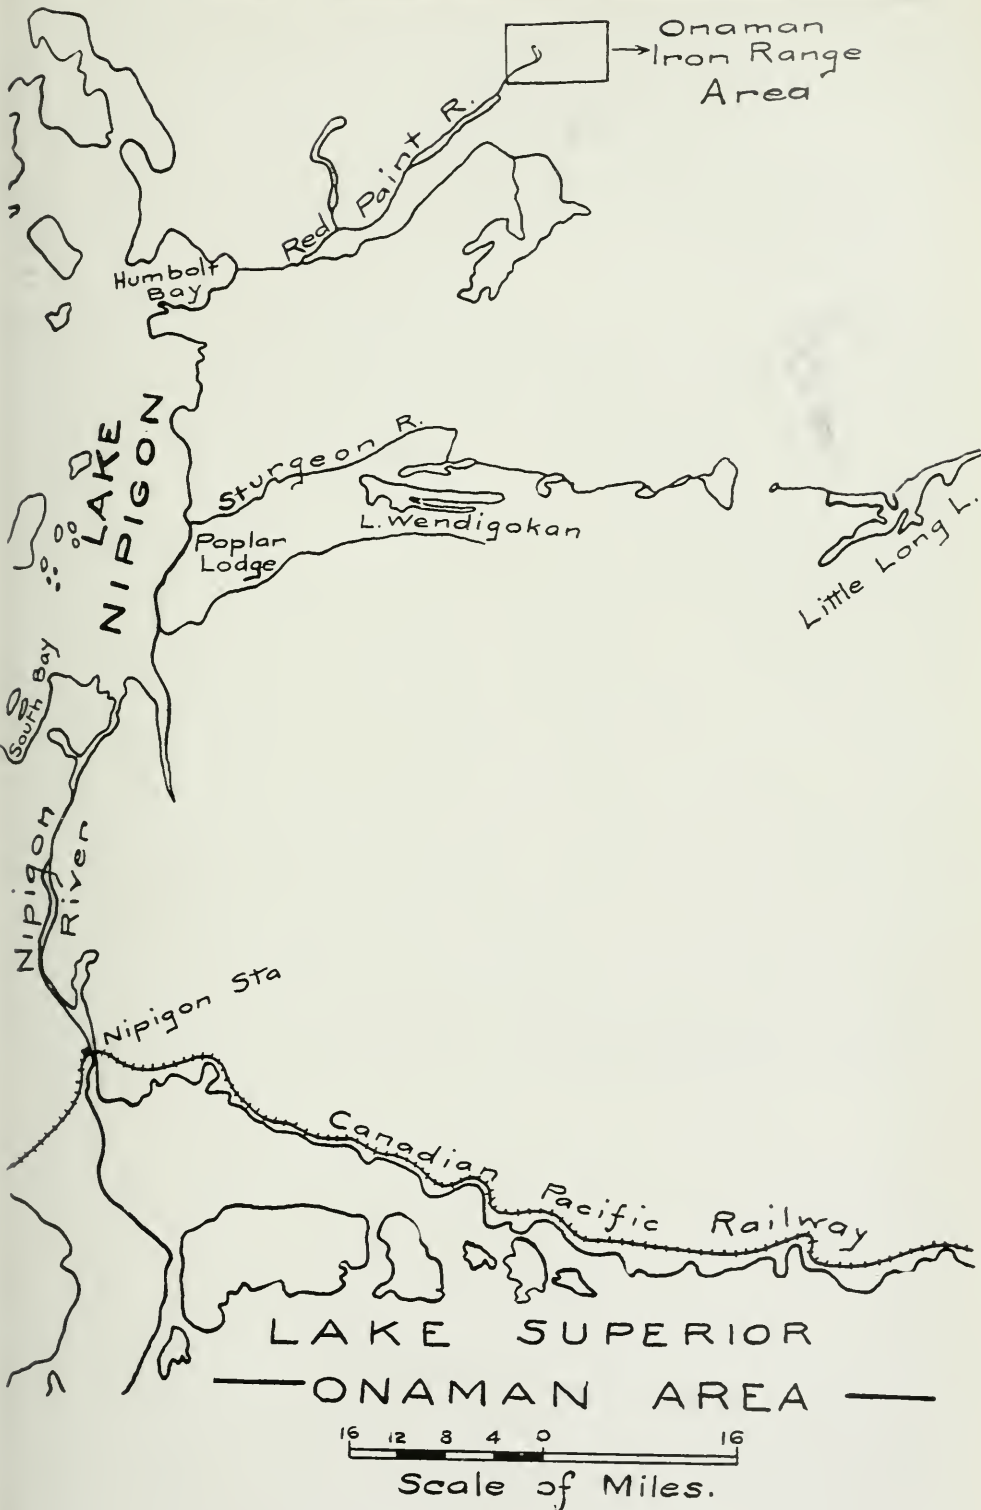 Onaman
Iron Range
Area
Red Paint R.
Humbolt
Bay
LAKE
NIPIGON
Sturgeon R.
L. Wendigokan
Poplar
Lodge
Little Long L.
South Bay
Nipigon
River
Nipigon Sta
Canadian Pacific Railway
LAKE SUPERIOR
ONAMAN AREA
16 12 8 4 0 16
Scale of Miles.